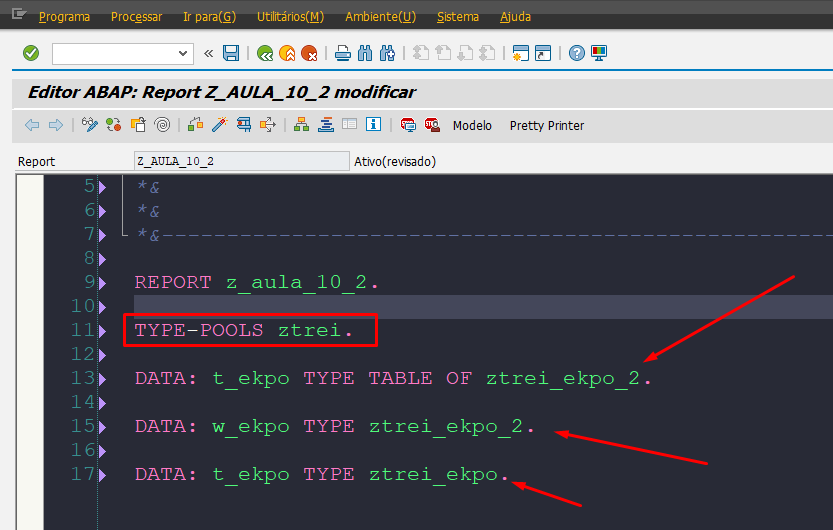 Programa Processar Ir para(G) Utilitários(M) Ambiente(U) Sistema Ajuda
Editor ABAP: Report Z_AULA_10_2 modificar
Modelo Pretty Printer
Report Z_AULA_10_2 Ativo(revisado)
5 *&
6 *&
7 *&---------------------------------------------
8
9 REPORT z_aula_10_2.
10
11 TYPE-POOLS ztrei.
12
13 DATA: t_ekpo TYPE TABLE OF ztrei_ekpo_2.
14
15 DATA: w_ekpo TYPE ztrei_ekpo_2.
16
17 DATA: t_ekpo TYPE ztrei_ekpo.